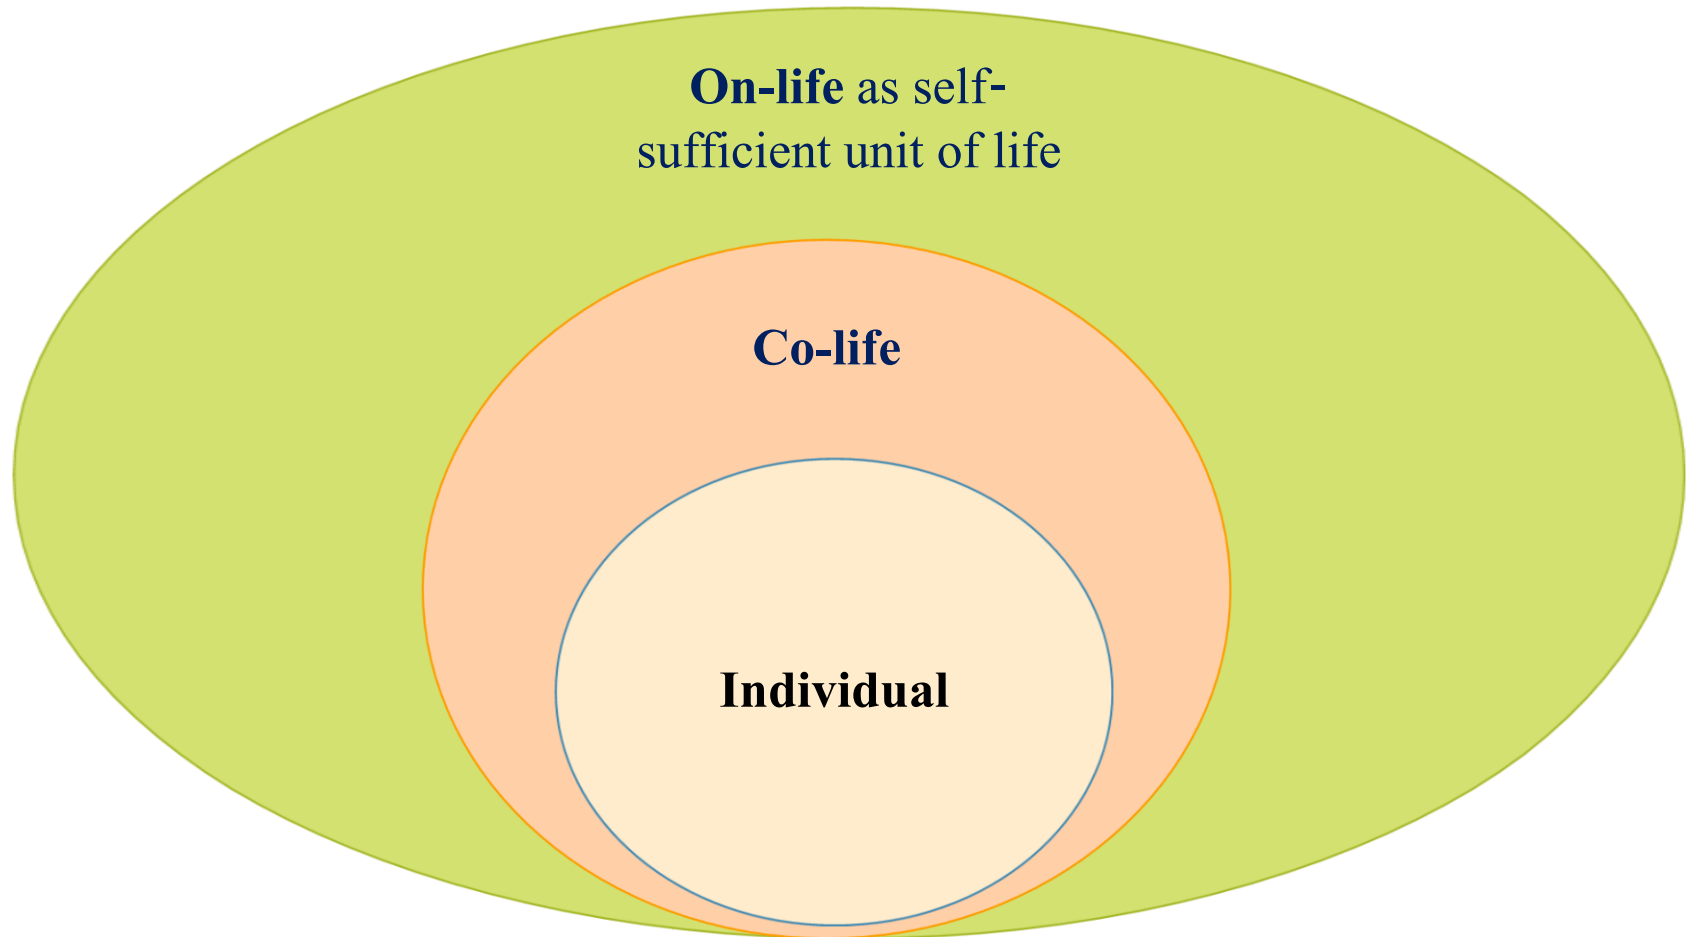 On-life as self-
sufficient unit of life
Co-life
Individual